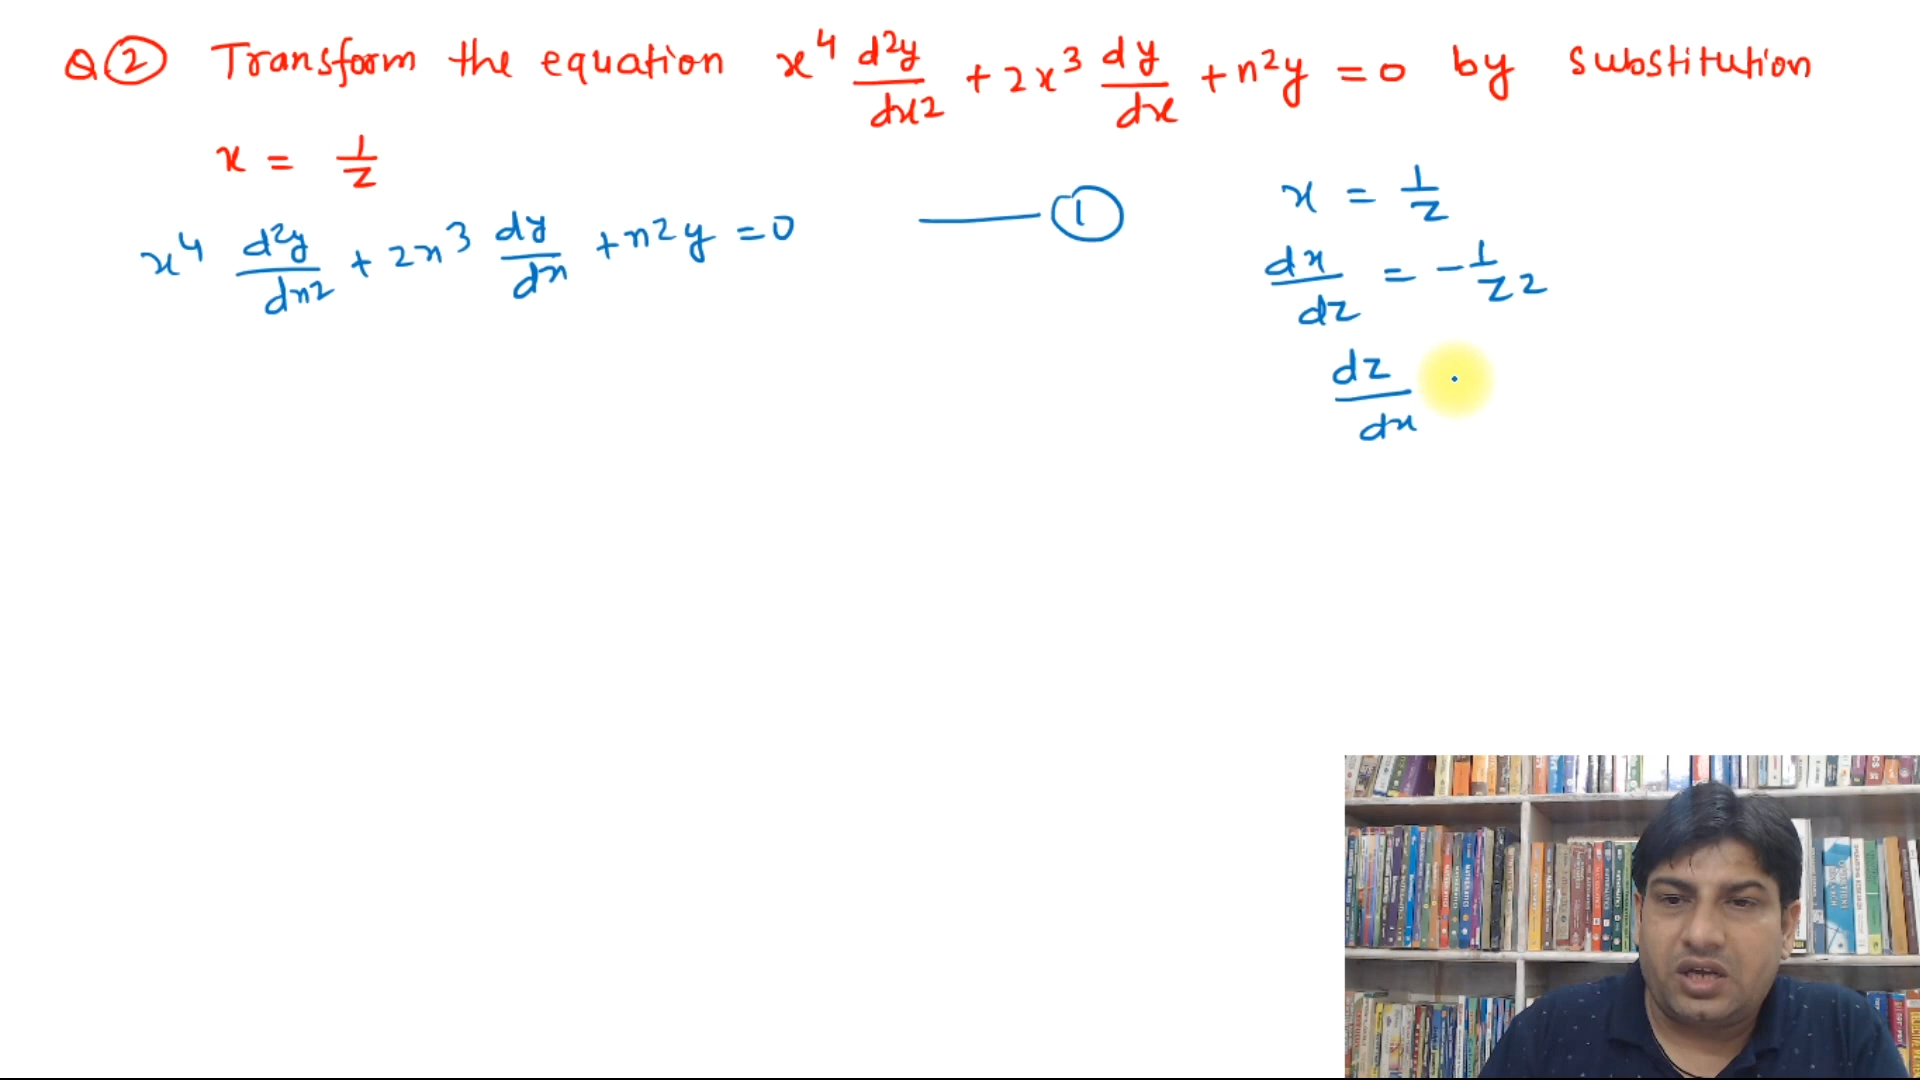 Q ② Transform the equation x⁴ d²y/dx² + 2x³ dy/dx + n²y = 0 by substitution
x = 1/z
x⁴ d²y/dx² + 2x³ dy/dx + n²y = 0 —— ①
x = 1/z
dx/dz = -1/z²
dz/dx